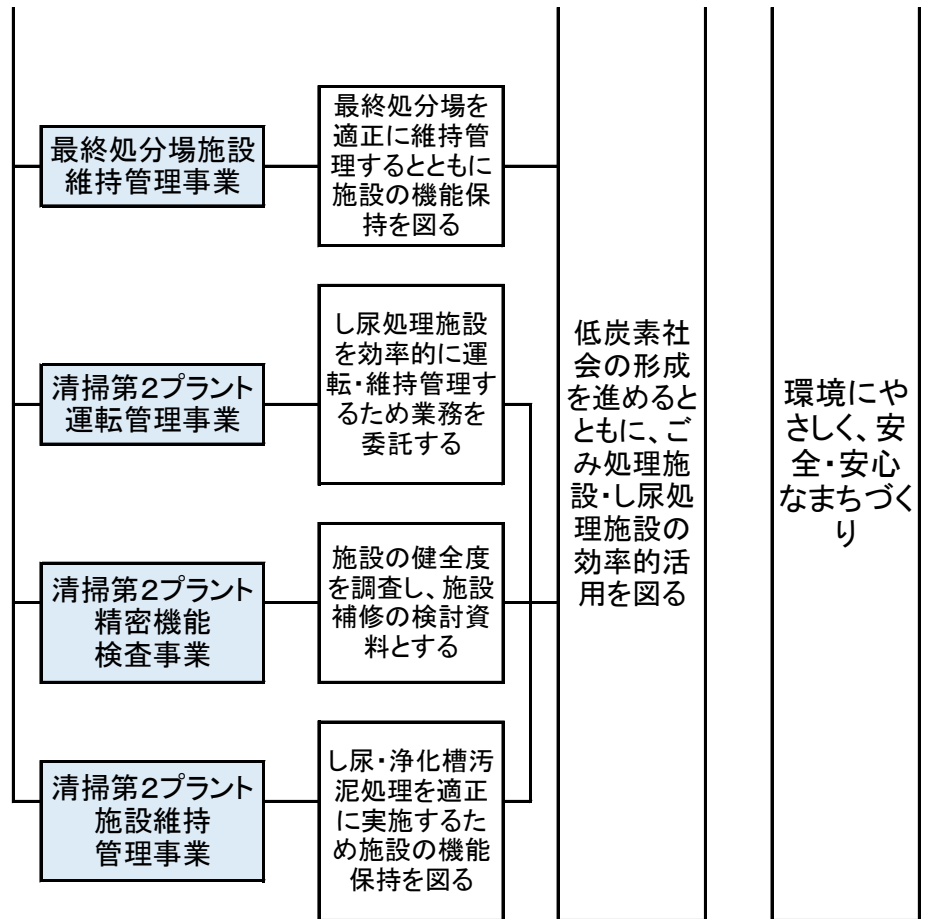 最終処分場施設
維持管理事業
最終処分場を
適正に維持管
理するとともに
施設の機能保
持を図る
清掃第２プラント
運転管理事業
し尿処理施設
を効率的に運
転・維持管理す
るため業務を
委託する
清掃第２プラント
精密機能
検査事業
施設の健全度
を調査し、施設
補修の検討資
料とする
清掃第２プラント
施設維持
管理事業
し尿・浄化槽汚
泥処理を適正
に実施するた
め施設の機能
保持を図る
低炭素社
会の形成
を進めると
ともに、ご
み処理施
設・し尿処
理施設の
効率的活
用を図る
環境にや
さしく、安
全・安心
なまちづく
り